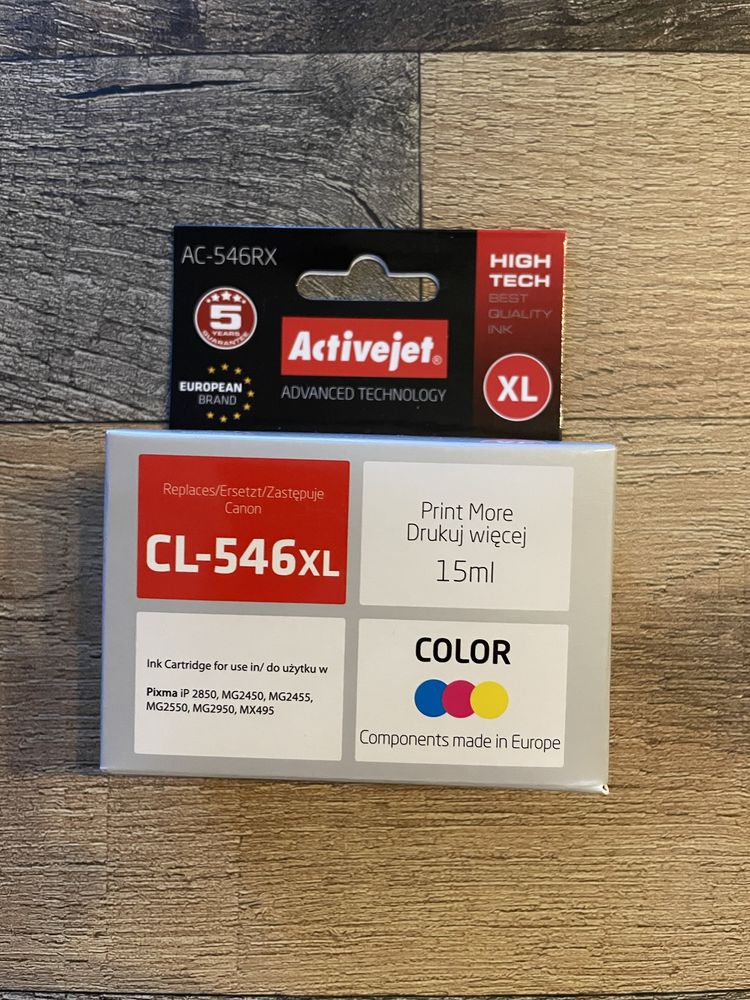 AC-546RX
5
YEARS
GUARANTEE
EUROPEAN
BRAND
Activejet®
ADVANCED TECHNOLOGY
HIGH
TECH
BEST
QUALITY
INK
XL
Replaces/Ersetzt/Zastępuje
Canon
CL-546XL
Print More
Drukuj więcej
15ml
Ink Cartridge for use in/ do użytku w
Pixma iP 2850, MG2450, MG2455,
MG2550, MG2950, MX495
COLOR
Components made in Europe